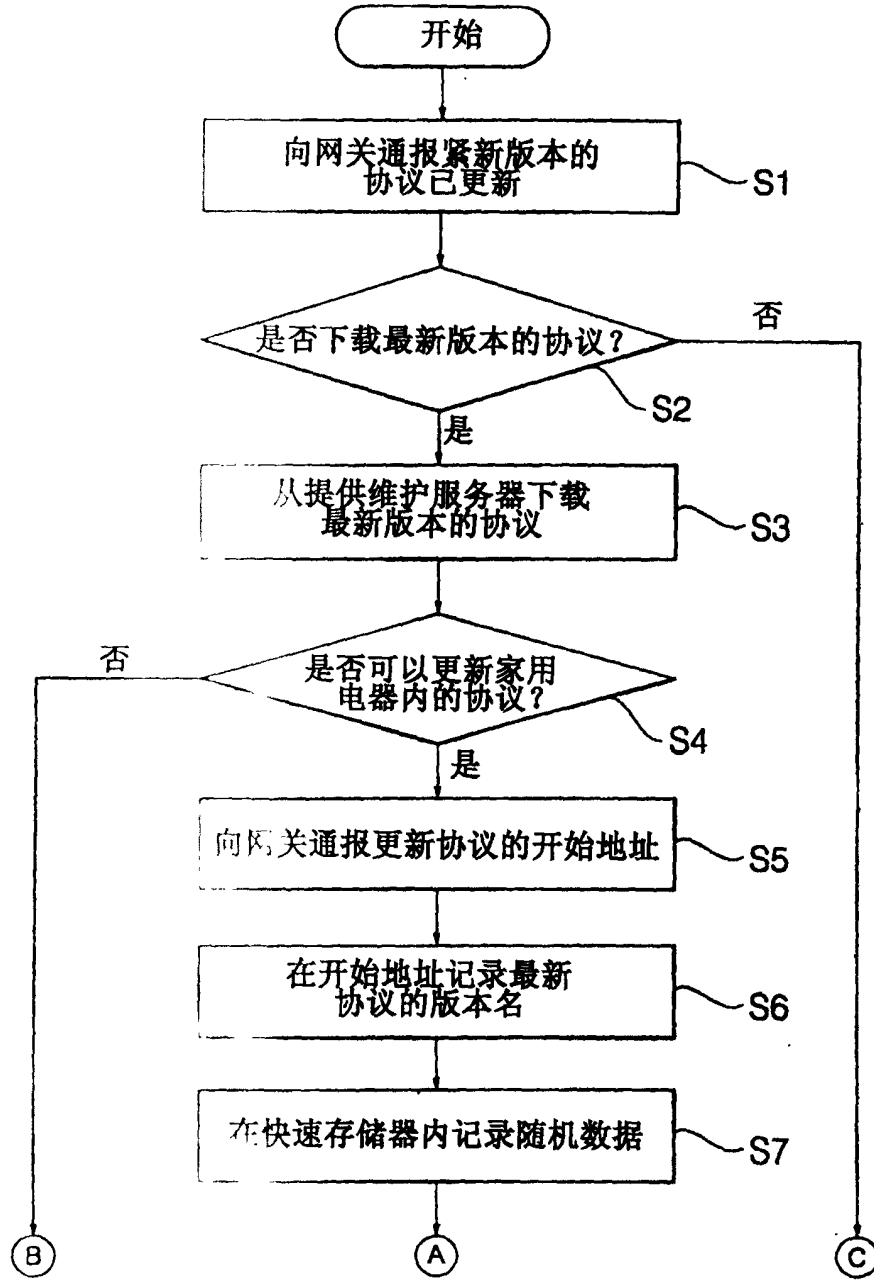 开始
向网关通报紧新版本的
协议已更新
S1
是否下载最新版本的协议？
否
S2
是
从提供维护服务器下载
最新版本的协议
S3
否
是否可以更新家用
电器内的协议？
S4
是
向网关通报更新协议的开始地址
S5
在开始地址记录最新
协议的版本名
S6
在快速存储器内记录随机数据
S7
B
A
C